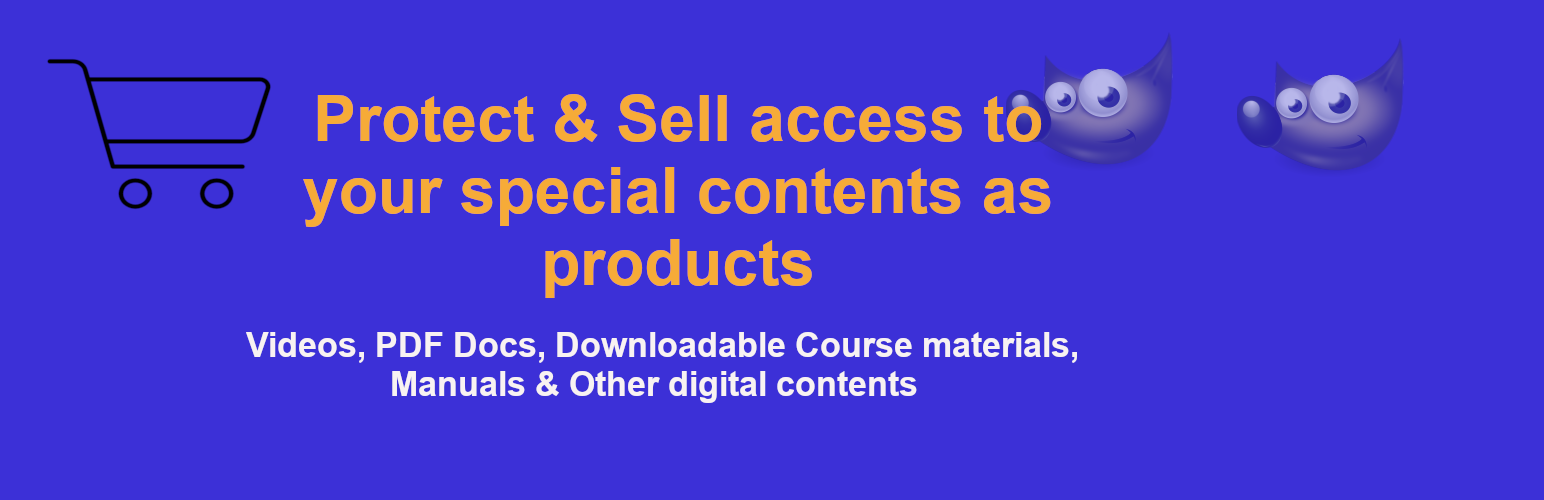 Protect & Sell access to
your special contents as
products
Videos, PDF Docs, Downloadable Course materials,
Manuals & Other digital contents